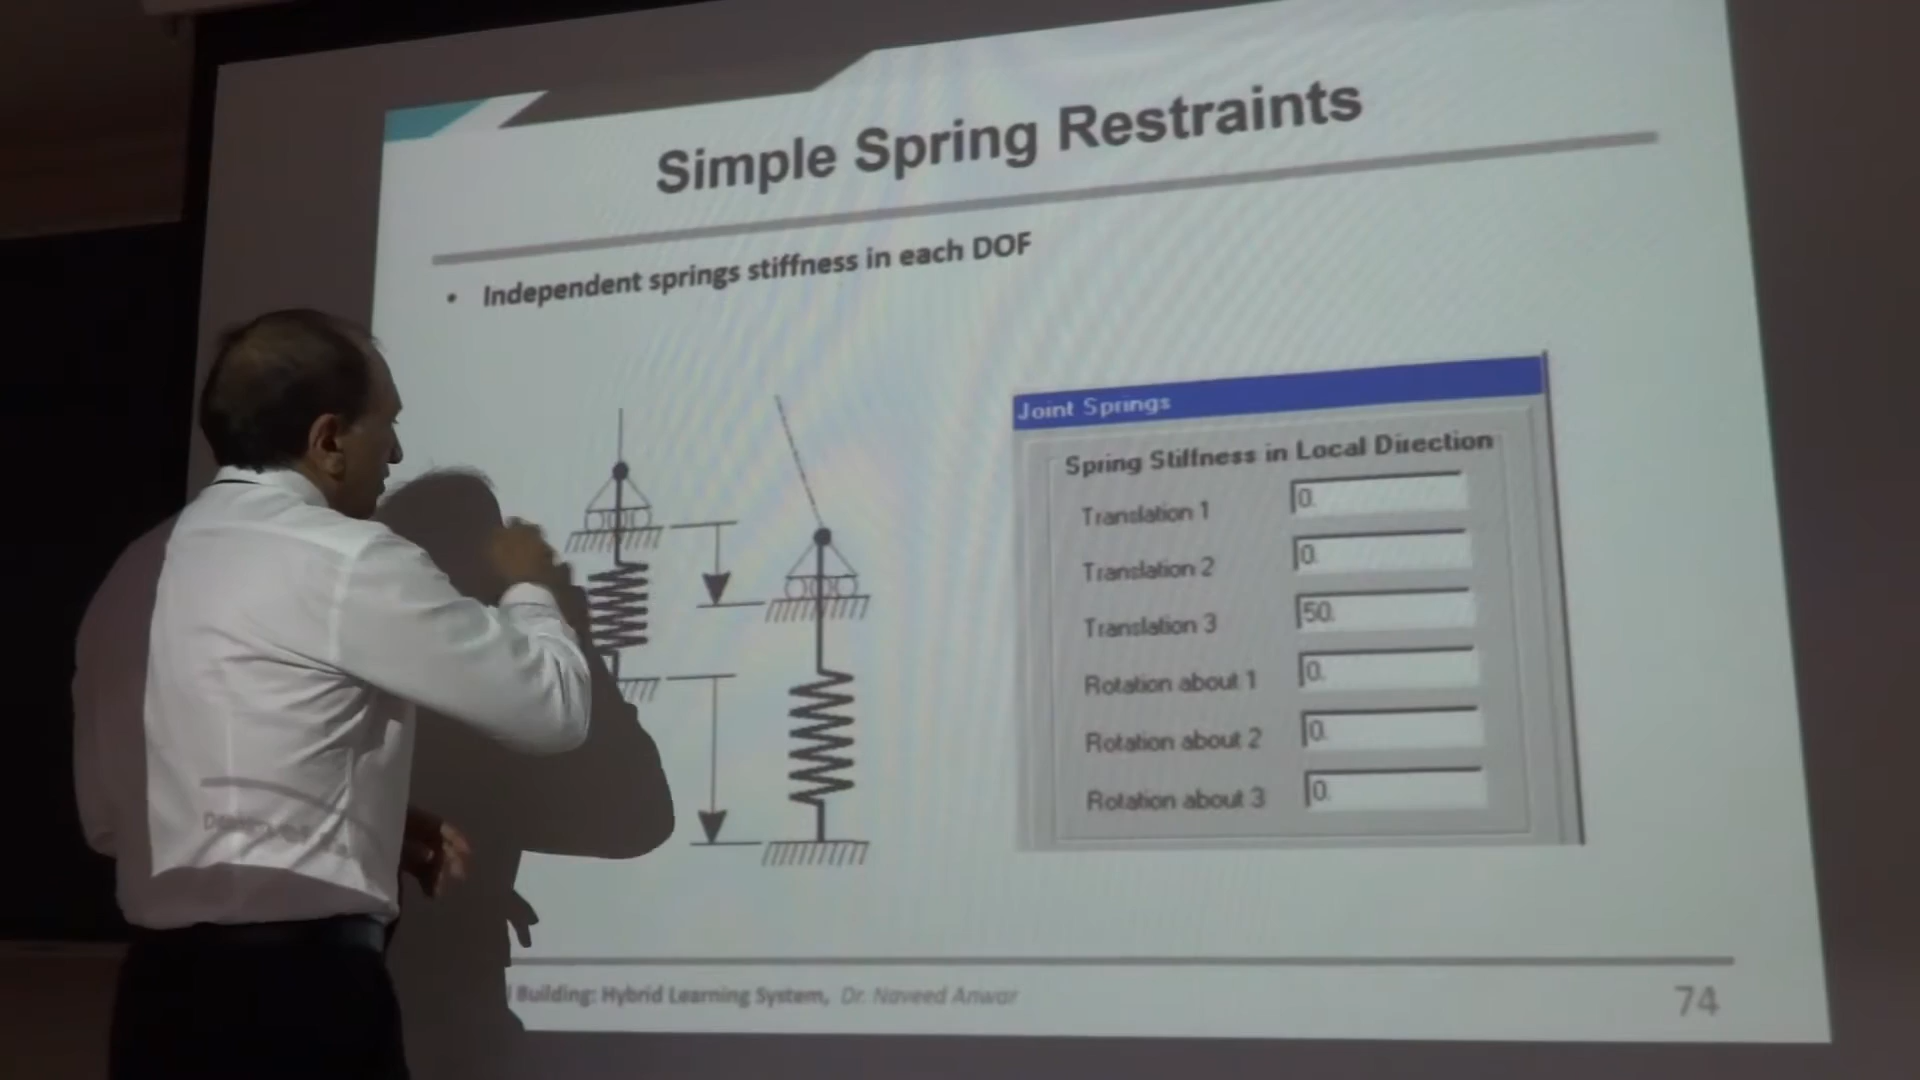 Simple Spring Restraints
• Independent springs stiffness in each DOF
Joint Springs
Spring Stiffness in Local Direction
Translation 1 0.
Translation 2 0.
Translation 3 50.
Rotation about 1 0.
Rotation about 2 0.
Rotation about 3 0.
Building: Hybrid Learning System, Dr. Naveed Anwar
74